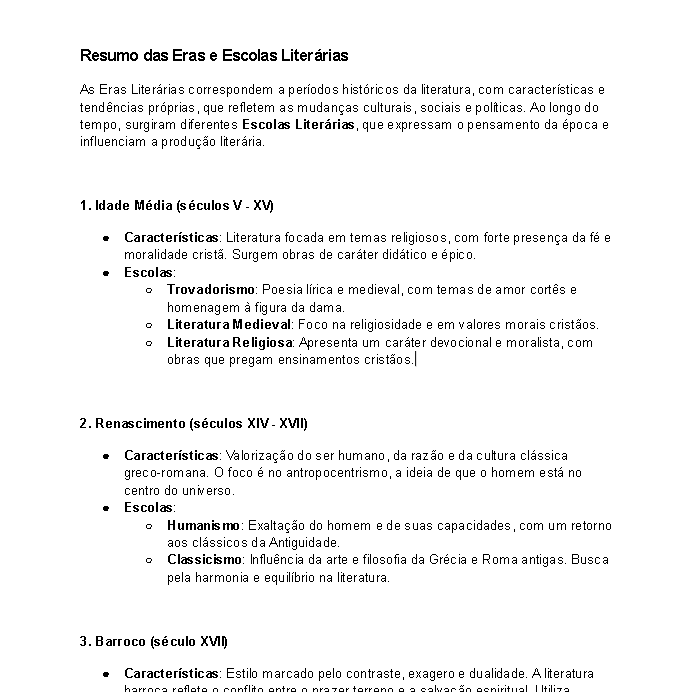 Resumo das Eras e Escolas Literárias
As Eras Literárias correspondem a períodos históricos da literatura, com características e
tendências próprias, que refletem as mudanças culturais, sociais e políticas. Ao longo do
tempo, surgiram diferentes Escolas Literárias, que expressam o pensamento da época e
influenciam a produção literária.
1. Idade Média (séculos V - XV)
● Características: Literatura focada em temas religiosos, com forte presença da fé e
moralidade cristã. Surgem obras de caráter didático e épico.
● Escolas:
○ Trovadorismo: Poesia lírica e medieval, com temas de amor cortês e
homenagem à figura da dama.
○ Literatura Medieval: Foco na religiosidade e em valores morais cristãos.
○ Literatura Religiosa: Apresenta um caráter devocional e moralista, com
obras que pregam ensinamentos cristãos.
2. Renascimento (séculos XIV - XVII)
● Características: Valorização do ser humano, da razão e da cultura clássica
greco-romana. O foco é no antropocentrismo, a ideia de que o homem está no
centro do universo.
● Escolas:
○ Humanismo: Exaltação do homem e de suas capacidades, com um retorno
aos clássicos da Antiguidade.
○ Classicismo: Influência da arte e filosofia da Grécia e Roma antigas. Busca
pela harmonia e equilíbrio na literatura.
3. Barroco (século XVII)
● Características: Estilo marcado pelo contraste, exagero e dualidade. A literatura
barroca reflete o conflito entre o prazer terreno e a salvação espiritual. Utiliza